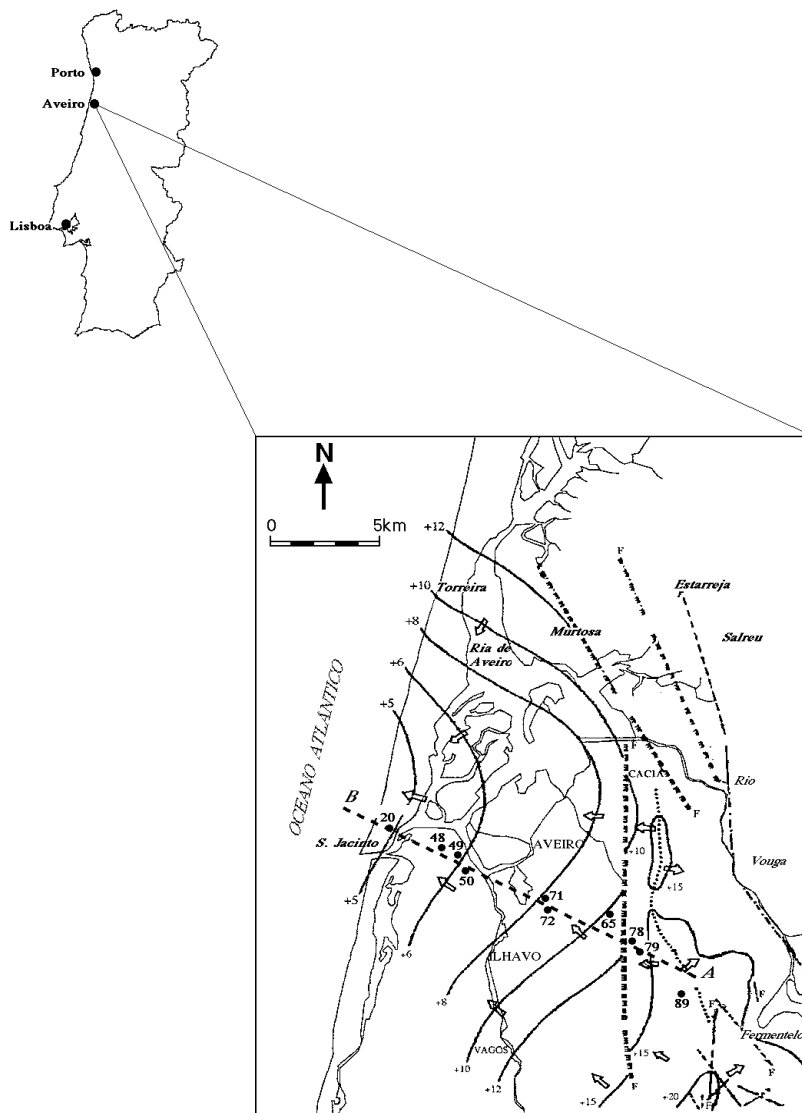 Porto
Aveiro
Lisboa
N
0 5km
+12
F
F
+10
Torreira
Estarreja
r
+8
Murtosa
Salreu
Ria de
Aveiro
+6
OCEANO ATLÂNTICO
+5
F
CACIA
Rio
B
F
20
S. Jacinto
48
AVEIRO
49
+10
Vouga
50
+15
+5
71
72
65
78
79
+6
ILHAVO
A
89
+8
F
F
Fermentelo
VAGOS
+10
+15
F
+12
F
+15
+20